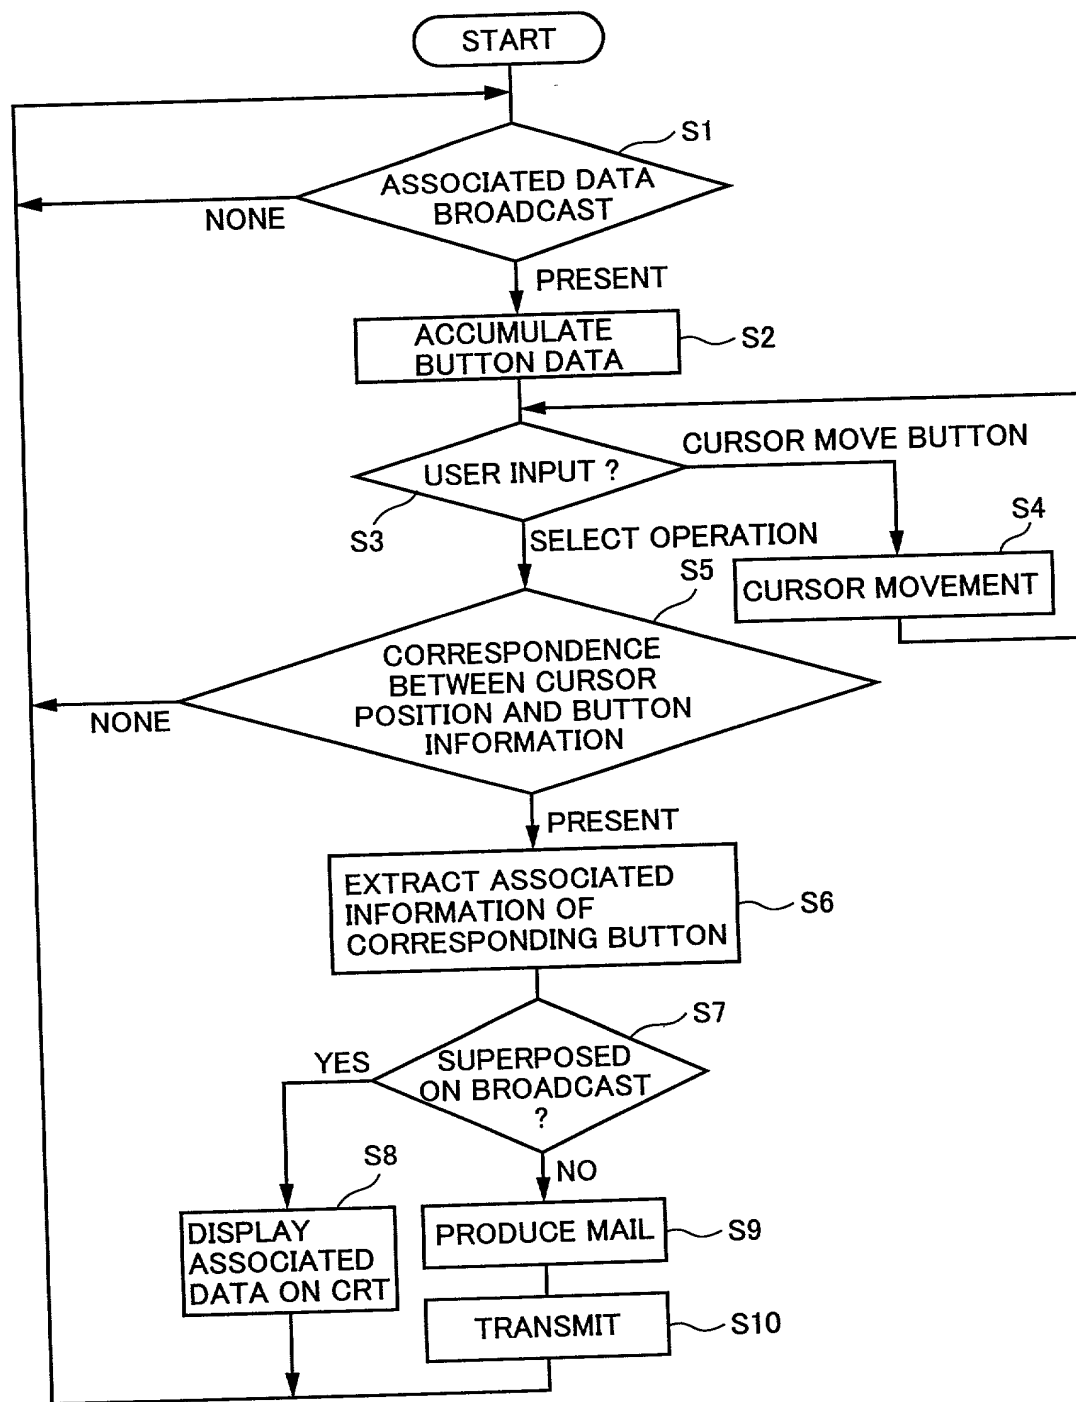 START
S1
ASSOCIATED DATA
BROADCAST
NONE
PRESENT
ACCUMULATE
BUTTON DATA
S2
CURSOR MOVE BUTTON
USER INPUT ?
S3
SELECT OPERATION
S4
CURSOR MOVEMENT
S5
CORRESPONDENCE
BETWEEN CURSOR
POSITION AND BUTTON
INFORMATION
NONE
PRESENT
EXTRACT ASSOCIATED
INFORMATION OF
CORRESPONDING BUTTON
S6
S7
YES
SUPERPOSED
ON BROADCAST
?
NO
S8
DISPLAY
ASSOCIATED
DATA ON CRT
PRODUCE MAIL
S9
TRANSMIT
S10